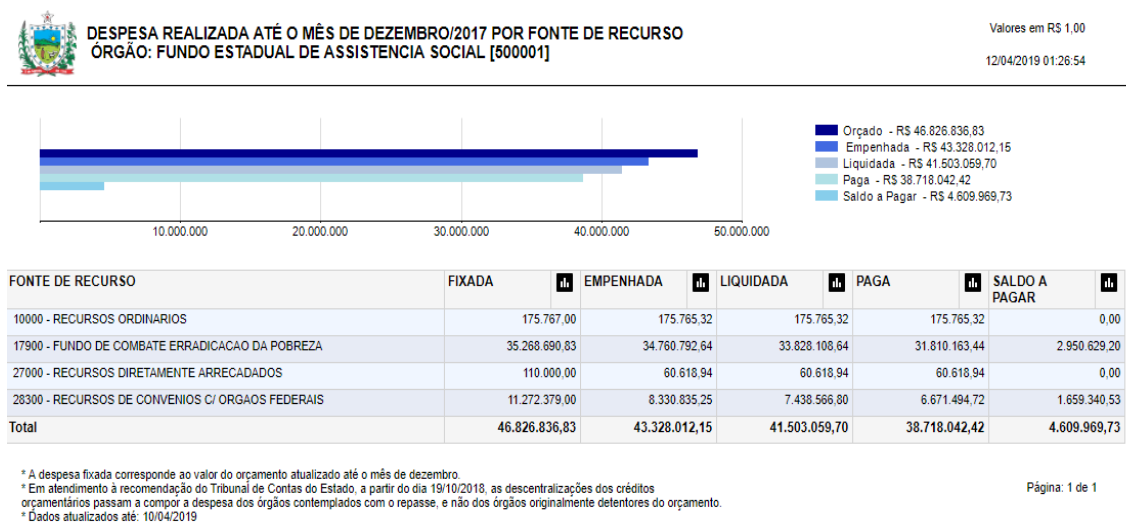 DESPESA REALIZADA ATÉ O MÊS DE DEZEMBRO/2017 POR FONTE DE RECURSO
ÓRGÃO: FUNDO ESTADUAL DE ASSISTENCIA SOCIAL [500001]
Valores em R$ 1,00
12/04/2019 01:26:54
Orçado - R$ 46.826.836,83
Empenhada - R$ 43.328.012,15
Liquidada - R$ 41.503.059,70
Paga - R$ 38.718.042,42
Saldo a Pagar - R$ 4.609.969,73
10.000.000 20.000.000 30.000.000 40.000.000 50.000.000
FONTE DE RECURSO FIXADA EMPENHADA LIQUIDADA PAGA SALDO A
PAGAR
10000 - RECURSOS ORDINARIOS 175.767,00 175.765,32 175.765,32 175.765,32 0,00
17900 - FUNDO DE COMBATE ERRADICACAO DA POBREZA 35.268.690,83 34.760.792,64 33.828.108,64 31.810.163,44 2.950.629,20
27000 - RECURSOS DIRETAMENTE ARRECADADOS 110.000,00 60.618,94 60.618,94 60.618,94 0,00
28300 - RECURSOS DE CONVENIOS C/ ORGAOS FEDERAIS 11.272.379,00 8.330.835,25 7.438.566,80 6.671.494,72 1.659.340,53
Total 46.826.836,83 43.328.012,15 41.503.059,70 38.718.042,42 4.609.969,73
* A despesa fixada corresponde ao valor do orçamento atualizado até o mês de dezembro.
* Em atendimento à recomendação do Tribunal de Contas do Estado, a partir do dia 19/10/2018, as descentralizações dos créditos
orçamentários passam a compor a despesa dos órgãos contemplados com o repasse, e não dos órgãos originalmente detentores do orçamento.
* Dados atualizados até: 10/04/2019
Página: 1 de 1